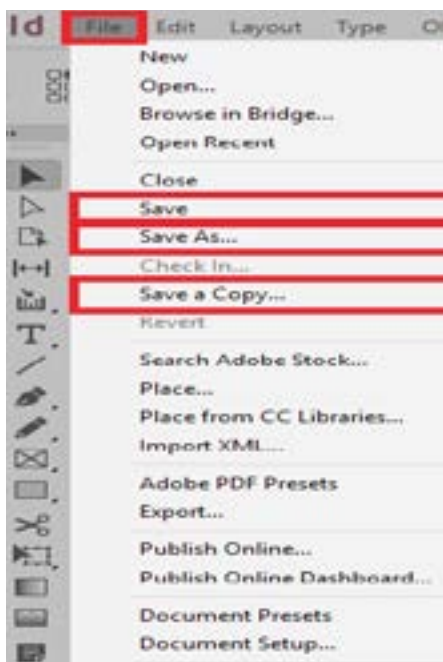 Id File Edit Layout Type
New
Open...
Browse in Bridge...
Open Recent
Close
Save
Save As...
Check In...
Save a Copy...
Revert
Search Adobe Stock...
Place...
Place from CC Libraries...
Import XML...
Adobe PDF Presets
Export...
Publish Online...
Publish Online Dashboard...
Document Presets
Document Setup...